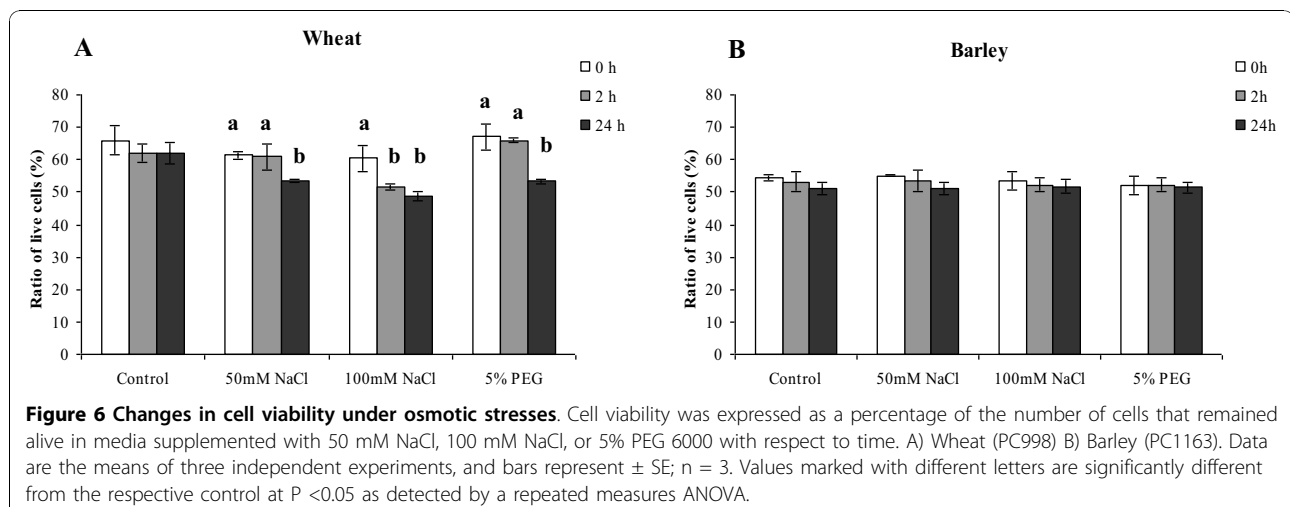 A
Wheat
0 h
2 h
24 h
Ratio of live cells (%)
80
70
60
50
40
30
20
10
0
a a b
a b b
a a b
Control 50mM NaCl 100mM NaCl 5% PEG
B
Barley
0h
2h
24h
Ratio of live cells (%)
80
70
60
50
40
30
20
10
0
Control 50mM NaCl 100mM NaCl 5% PEG
Figure 6 Changes in cell viability under osmotic stresses. Cell viability was expressed as a percentage of the number of cells that remained
alive in media supplemented with 50 mM NaCl, 100 mM NaCl, or 5% PEG 6000 with respect to time. A) Wheat (PC998) B) Barley (PC1163). Data
are the means of three independent experiments, and bars represent ± SE; n = 3. Values marked with different letters are significantly different
from the respective control at P <0.05 as detected by a repeated measures ANOVA.